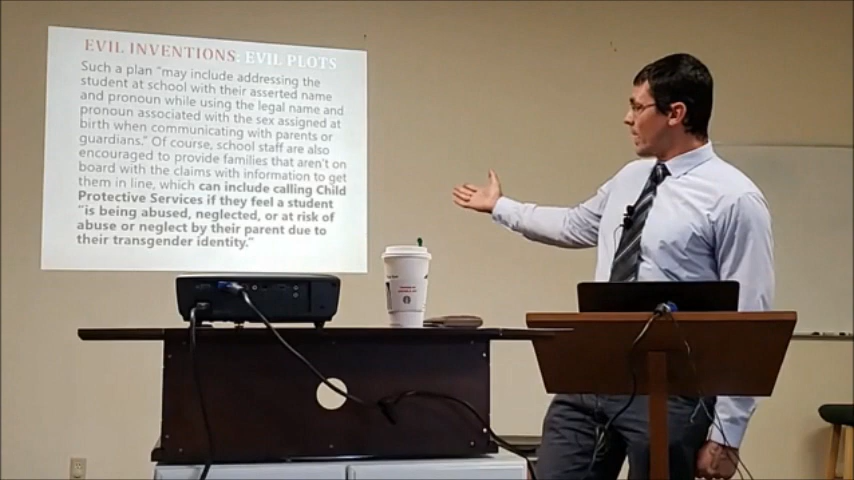 EVIL INVENTIONS: EVIL PLOTS
Such a plan "may include addressing the
student at school with their asserted name
and pronoun while using the legal name and
pronoun associated with the sex assigned at
birth when communicating with parents or
guardians." Of course, school staff are also
encouraged to provide families that aren't on
board with the claims with information to get
them in line, which can include calling Child
Protective Services if they feel a student
"is being abused, neglected, or at risk of
abuse or neglect by their parent due to
their transgender identity."